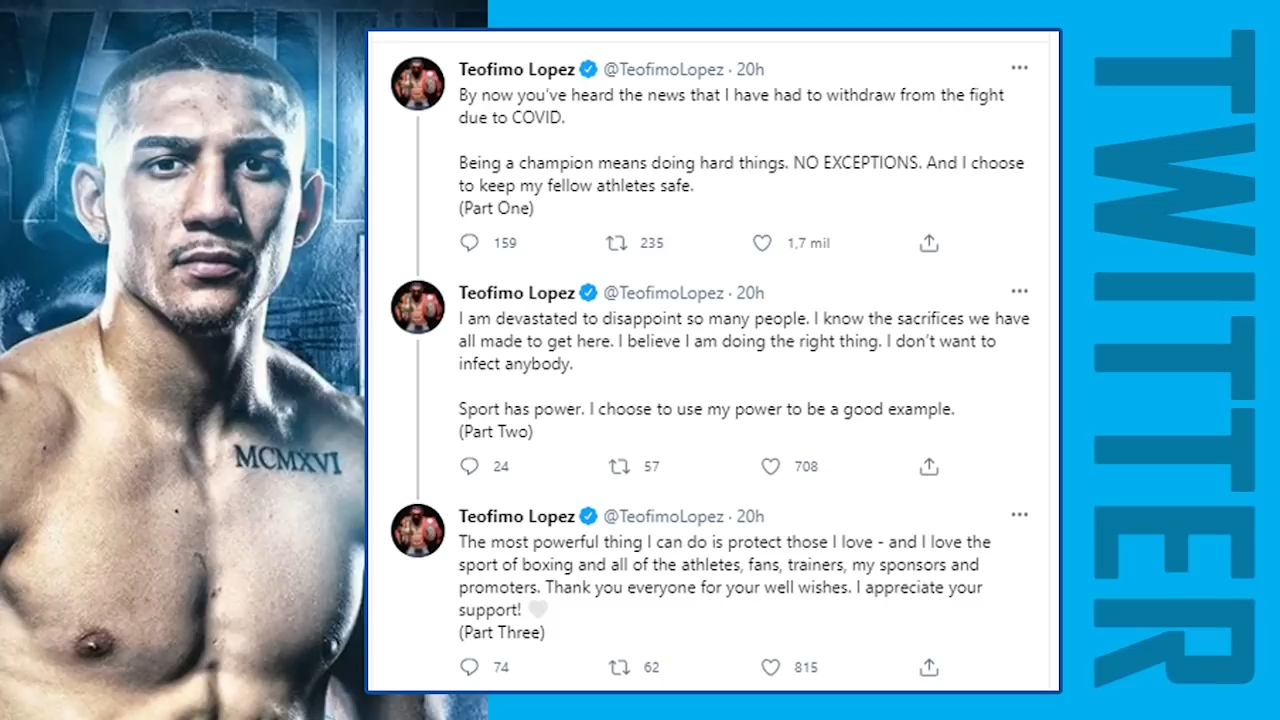 Teofimo Lopez @TeofimoLopez · 20h
By now you've heard the news that I have had to withdraw from the fight
due to COVID.
Being a champion means doing hard things. NO EXCEPTIONS. And I choose
to keep my fellow athletes safe.
(Part One)
159 235 1,7 mil
Teofimo Lopez @TeofimoLopez · 20h
I am devastated to disappoint so many people. I know the sacrifices we have
all made to get here. I believe I am doing the right thing. I don't want to
infect anybody.
Sport has power. I choose to use my power to be a good example.
(Part Two)
24 57 708
Teofimo Lopez @TeofimoLopez · 20h
The most powerful thing I can do is protect those I love - and I love the
sport of boxing and all of the athletes, fans, trainers, my sponsors and
promoters. Thank you everyone for your well wishes. I appreciate your
support! 🤍
(Part Three)
74 62 815
MCMXVI
TWITTER